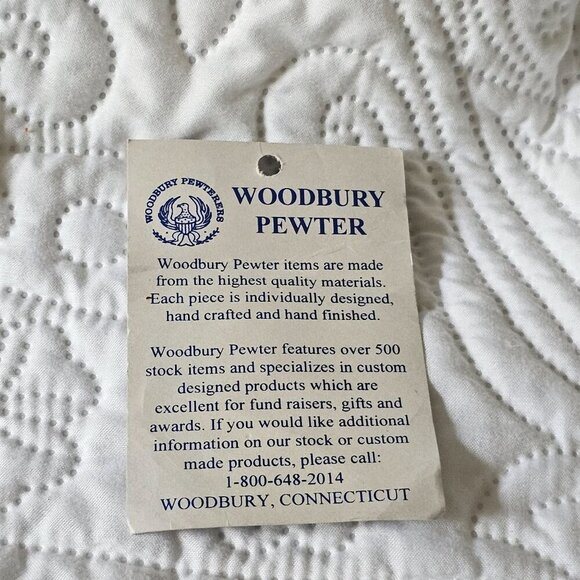 WOODBURY PEWTERERS
WOODBURY
PEWTER
Woodbury Pewter items are made
from the highest quality materials.
Each piece is individually designed,
hand crafted and hand finished.
Woodbury Pewter features over 500
stock items and specializes in custom
designed products which are
excellent for fund raisers, gifts and
awards. If you would like additional
information on our stock or custom
made products, please call:
1-800-648-2014
WOODBURY, CONNECTICUT